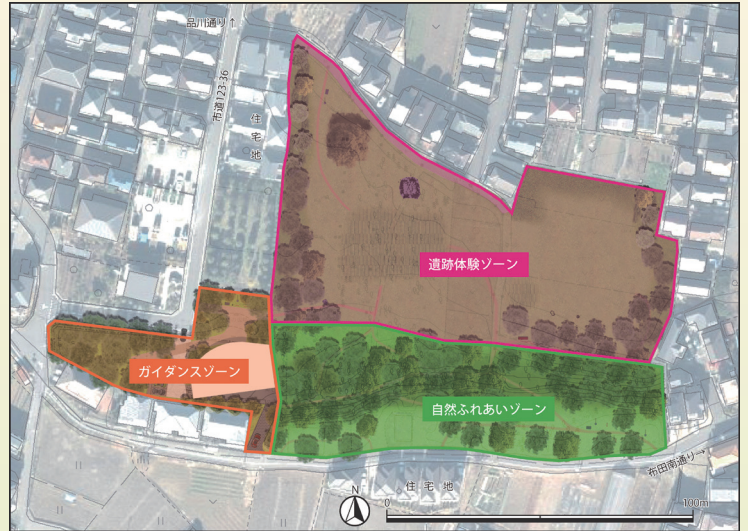 品川通り↑
市道123-36
住宅地
遺跡体験ゾーン
ガイダンスゾーン
自然ふれあいゾーン
布田南通り→
住宅地
N
0
100m